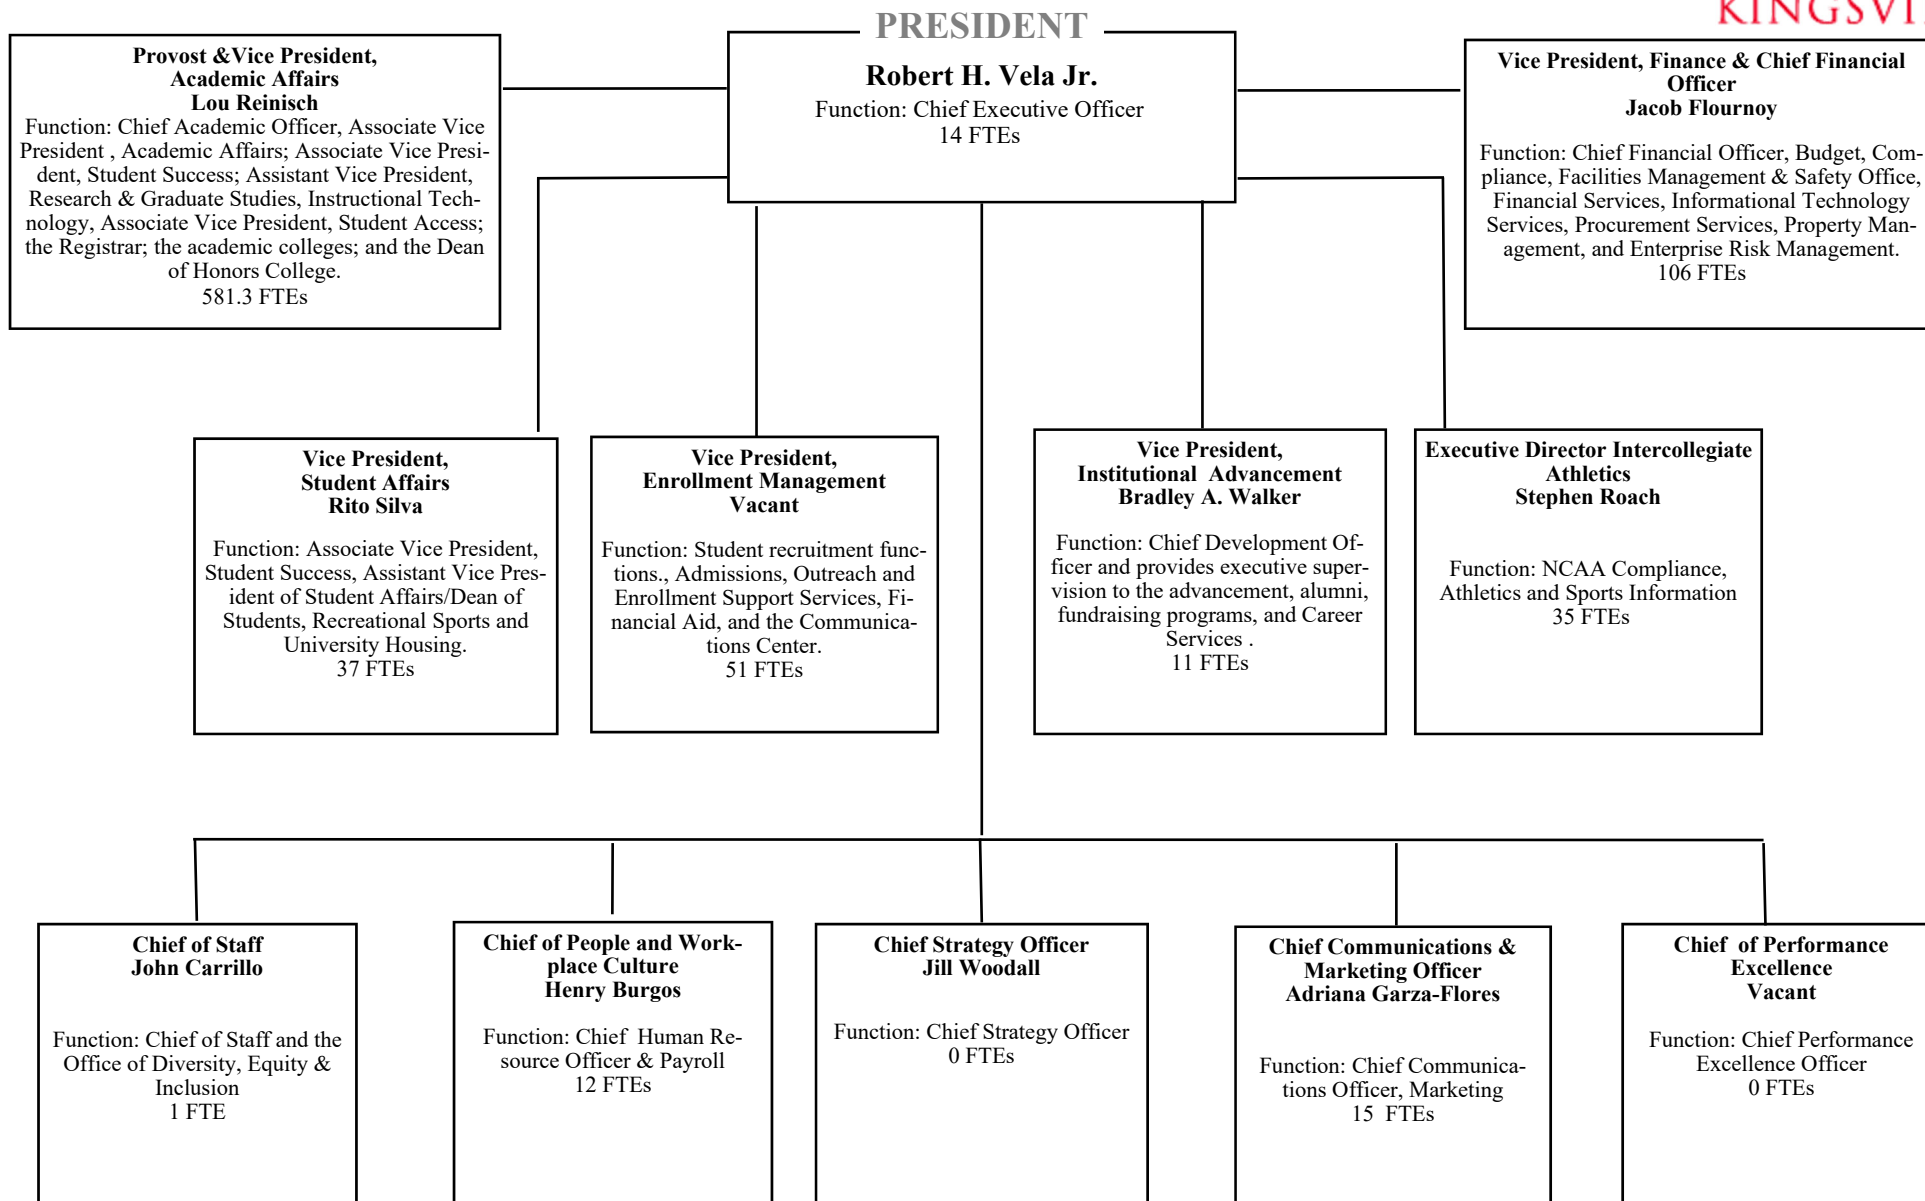 KINGSVI
PRESIDENT
Robert H. Vela Jr.
Function: Chief Executive Officer
14 FTEs
Provost &Vice President,
Academic Affairs
Lou Reinisch
Function: Chief Academic Officer, Associate Vice
President , Academic Affairs; Associate Vice Presi-
dent, Student Success; Assistant Vice President,
Research & Graduate Studies, Instructional Tech-
nology, Associate Vice President, Student Access;
the Registrar; the academic colleges; and the Dean
of Honors College.
581.3 FTEs
Vice President, Finance & Chief Financial
Officer
Jacob Flournoy
Function: Chief Financial Officer, Budget, Com-
pliance, Facilities Management & Safety Office,
Financial Services, Informational Technology
Services, Procurement Services, Property Man-
agement, and Enterprise Risk Management.
106 FTEs
Vice President,
Student Affairs
Rito Silva
Function: Associate Vice President,
Student Success, Assistant Vice Pres-
ident of Student Affairs/Dean of
Students, Recreational Sports and
University Housing.
37 FTEs
Vice President,
Enrollment Management
Vacant
Function: Student recruitment func-
tions., Admissions, Outreach and
Enrollment Support Services, Fi-
nancial Aid, and the Communica-
tions Center.
51 FTEs
Vice President,
Institutional Advancement
Bradley A. Walker
Function: Chief Development Of-
ficer and provides executive super-
vision to the advancement, alumni,
fundraising programs, and Career
Services .
11 FTEs
Executive Director Intercollegiate
Athletics
Stephen Roach
Function: NCAA Compliance,
Athletics and Sports Information
35 FTEs
Chief of Staff
John Carrillo
Function: Chief of Staff and the
Office of Diversity, Equity &
Inclusion
1 FTE
Chief of People and Work-
place Culture
Henry Burgos
Function: Chief Human Re-
source Officer & Payroll
12 FTEs
Chief Strategy Officer
Jill Woodall
Function: Chief Strategy Officer
0 FTEs
Chief Communications &
Marketing Officer
Adriana Garza-Flores
Function: Chief Communica-
tions Officer, Marketing
15 FTEs
Chief of Performance
Excellence
Vacant
Function: Chief Performance
Excellence Officer
0 FTEs